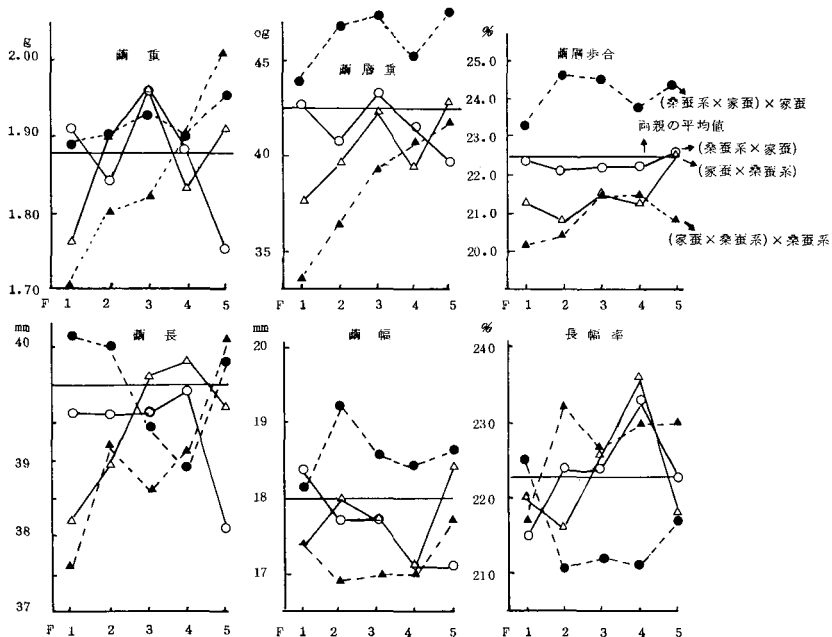 g
繭重
2.00
1.90
1.80
1.70
F 1 2 3 4 5
cg
繭層重
45
40
35
1 2 3 4 5
%
繭層歩合
25.0
24.0
23.0
22.0
21.0
20.0
(桑蚕系×家蚕)×家蚕
両親の平均値
(桑蚕系×家蚕)
(家蚕×桑蚕系)
(家蚕×桑蚕系)×桑蚕系
F 1 2 3 4 5
mm
繭長
40
39
38
37
F 1 2 3 4 5
mm
繭幅
20
19
18
17
F 1 2 3 4 5
%
長幅率
240
230
220
210
F 1 2 3 4 5